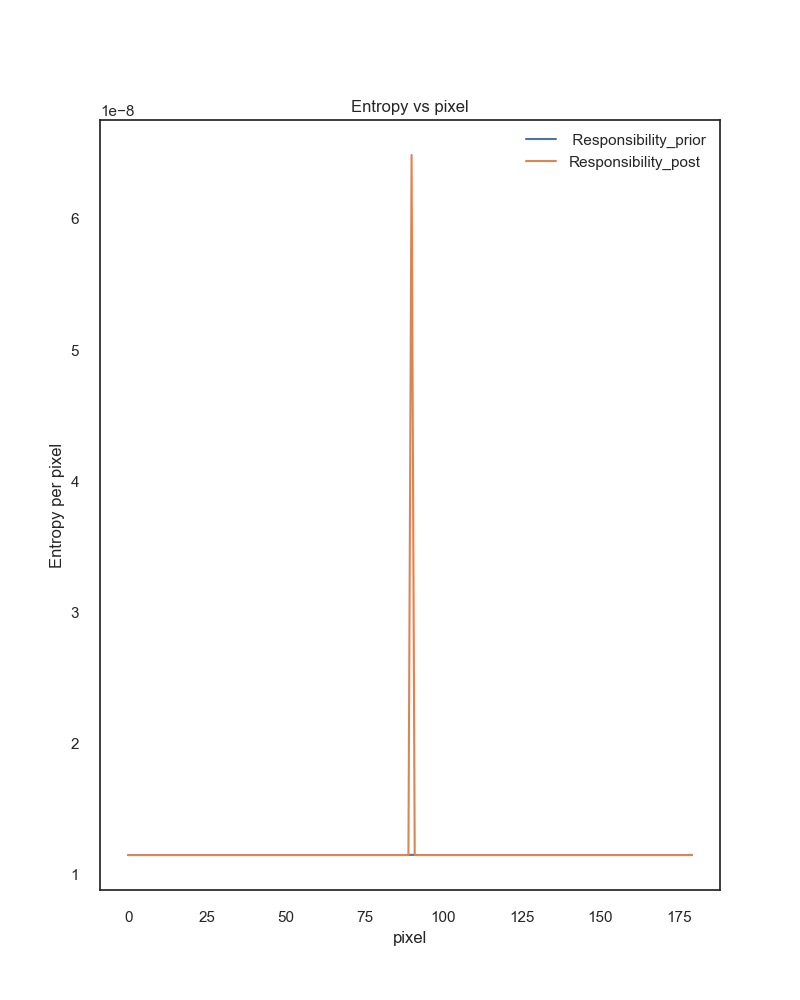 Entropy vs pixel
1e−8
Responsibility_prior
Responsibility_post
6
5
4
3
2
1
Entropy per pixel
0 25 50 75 100 125 150 175
pixel